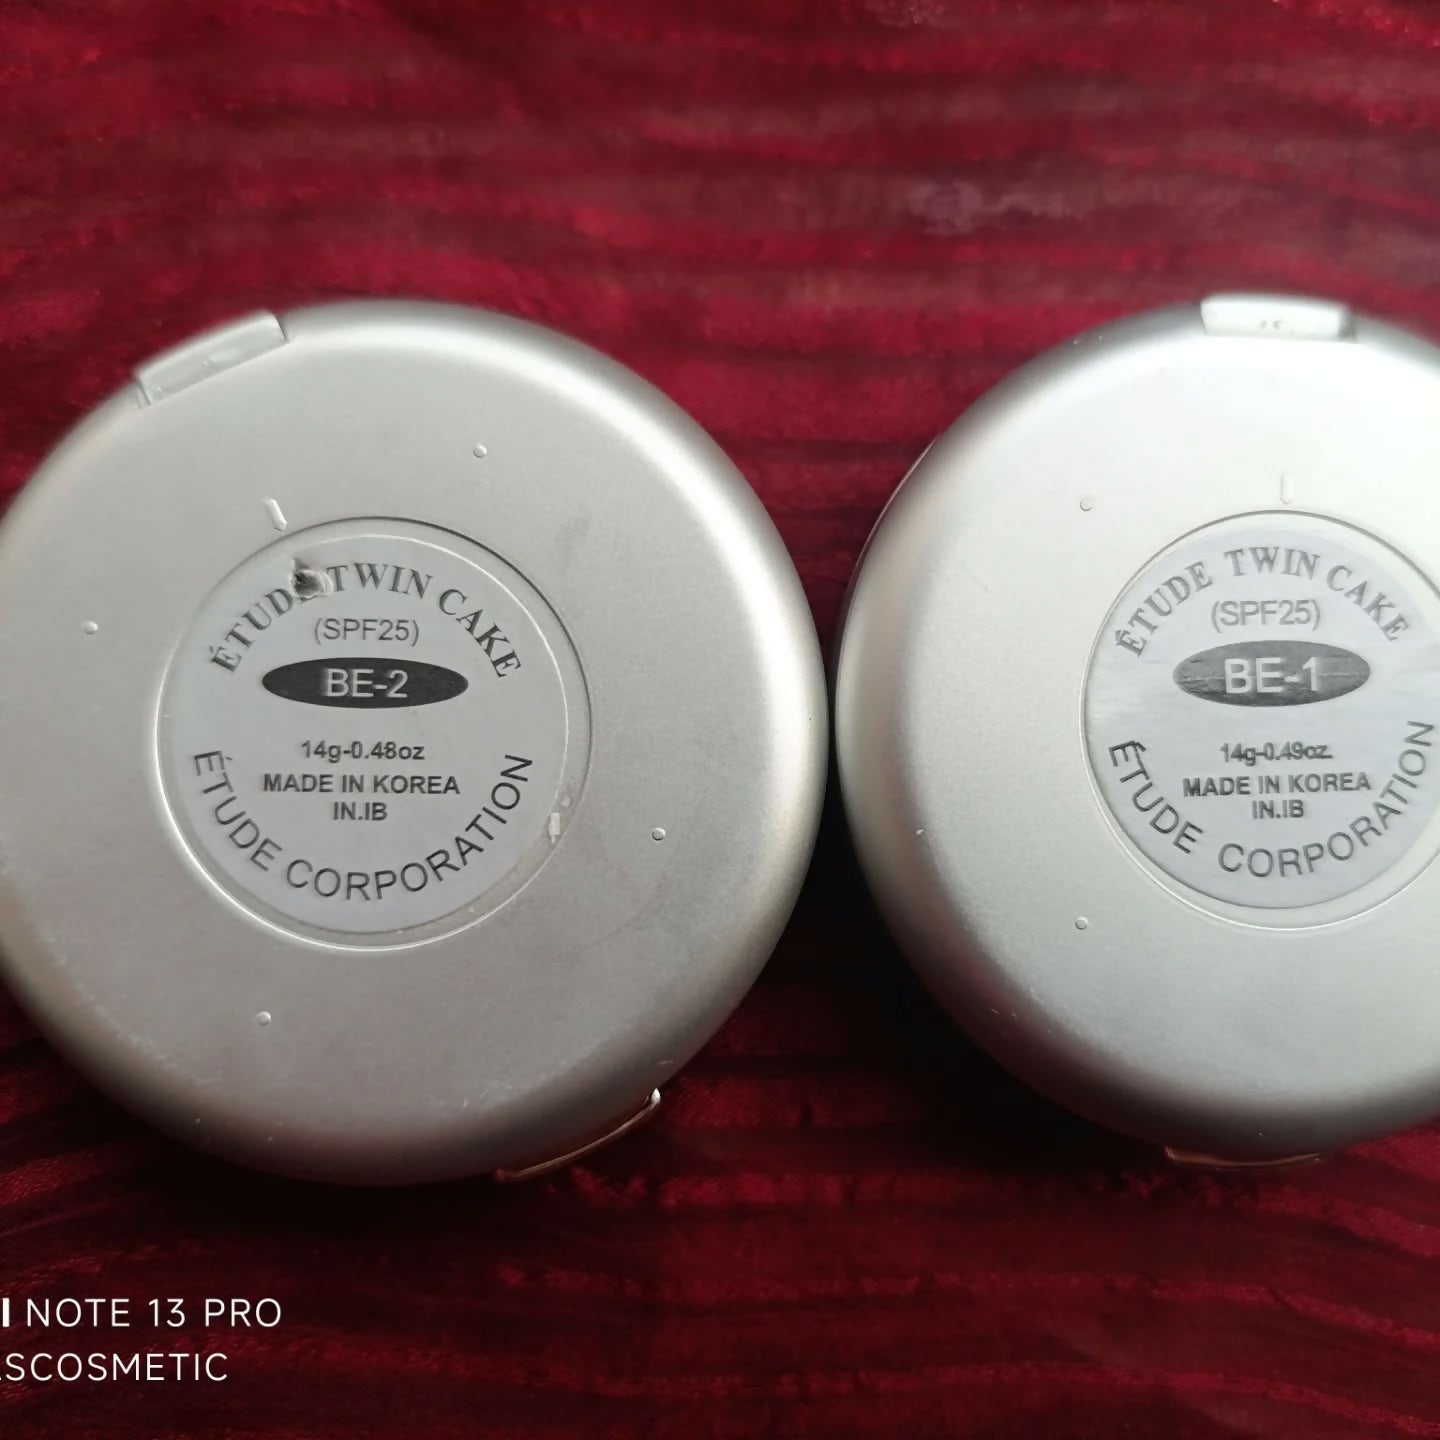 ÉTUDE TWIN CAKE
(SPF25)
BE-2
14g-0.48oz
MADE IN KOREA
IN.IB
ÉTUDE CORPORATION
ÉTUDE TWIN CAKE
(SPF25)
BE-1
14g-0.49oz.
MADE IN KOREA
IN.IB
ÉTUDE CORPORATION
NOTE 13 PRO
SCOSMETIC